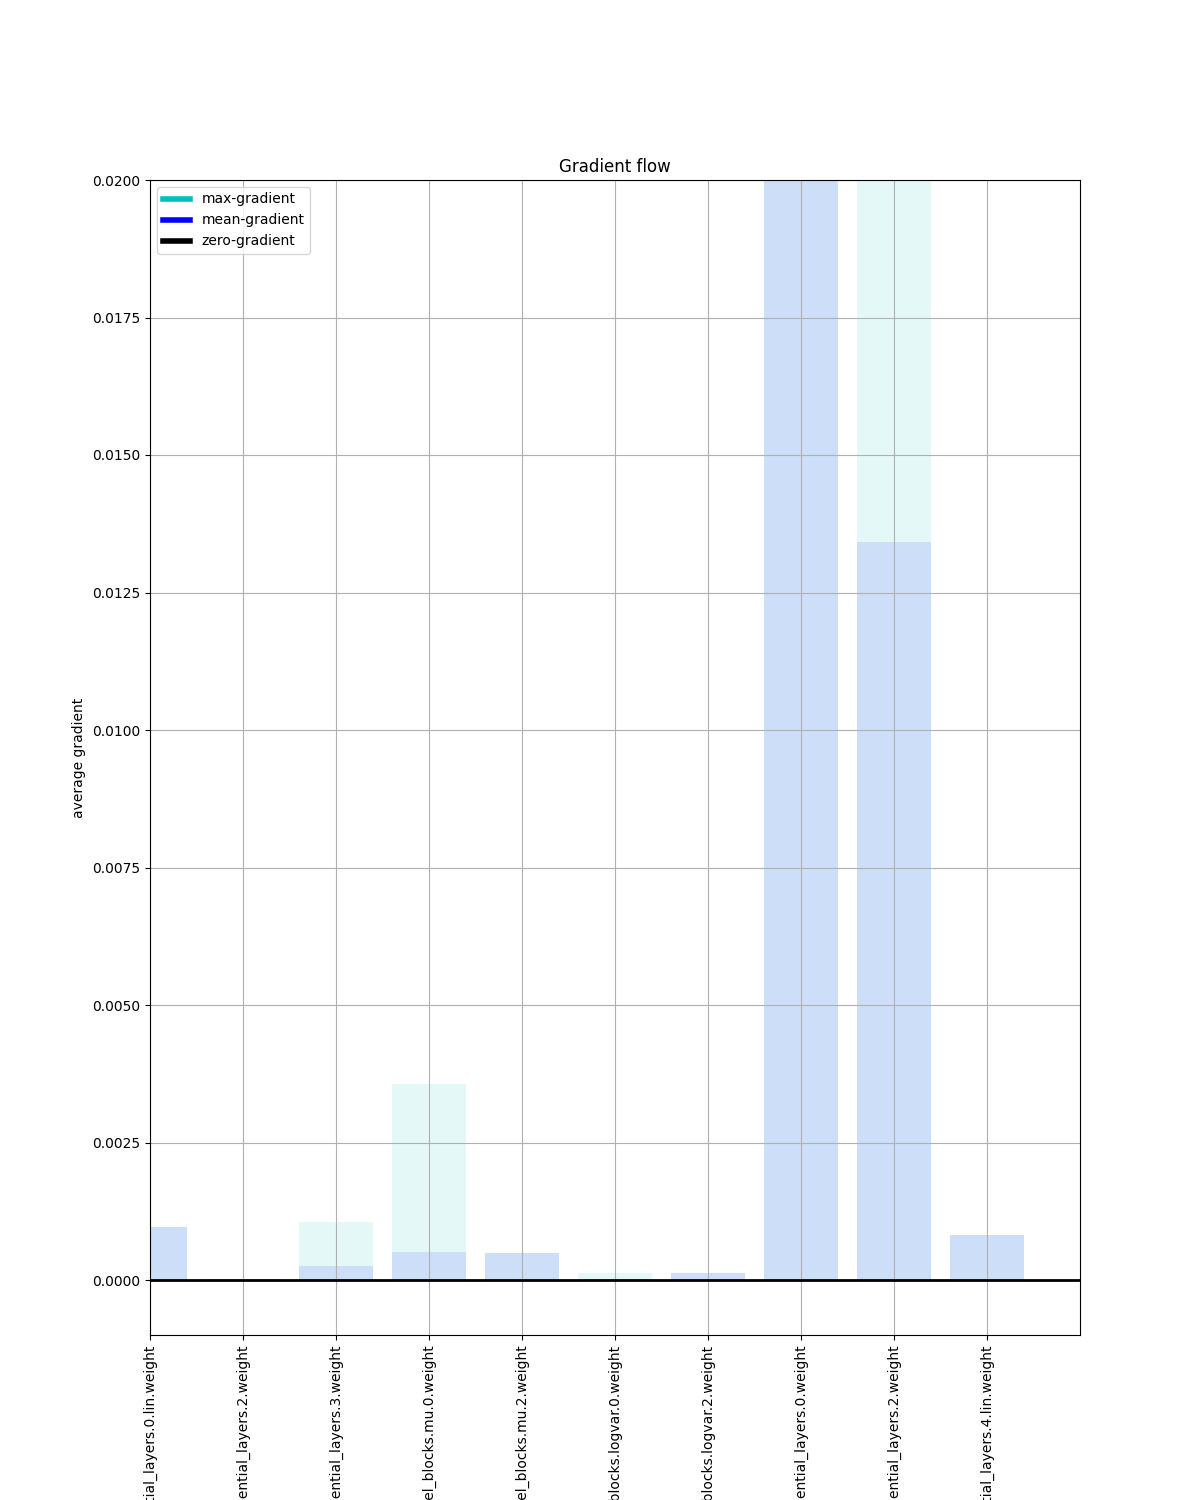 Gradient flow
max-gradient
mean-gradient
zero-gradient
0.0200
0.0175
0.0150
0.0125
0.0100
0.0075
0.0050
0.0025
0.0000
average gradient
tial_layers.0.lin.weight
ential_layers.2.weight
ential_layers.3.weight
el_blocks.mu.0.weight
el_blocks.mu.2.weight
blocks.logvar.0.weight
blocks.logvar.2.weight
ential_layers.0.weight
ential_layers.2.weight
tial_layers.4.lin.weight